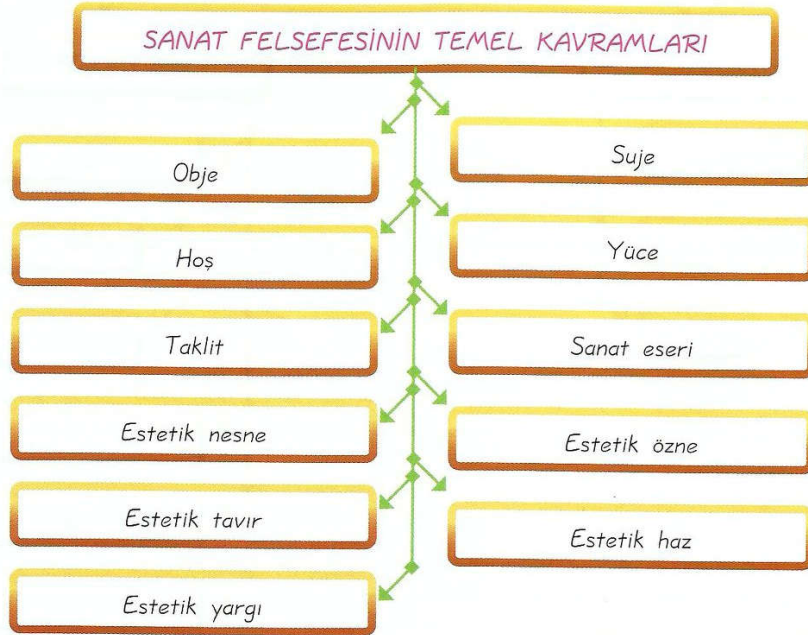 SANAT FELSEFESİNİN TEMEL KAVRAMLARI
Obje
Suje
Hoş
Yüce
Taklit
Sanat eseri
Estetik nesne
Estetik özne
Estetik tavır
Estetik haz
Estetik yargı